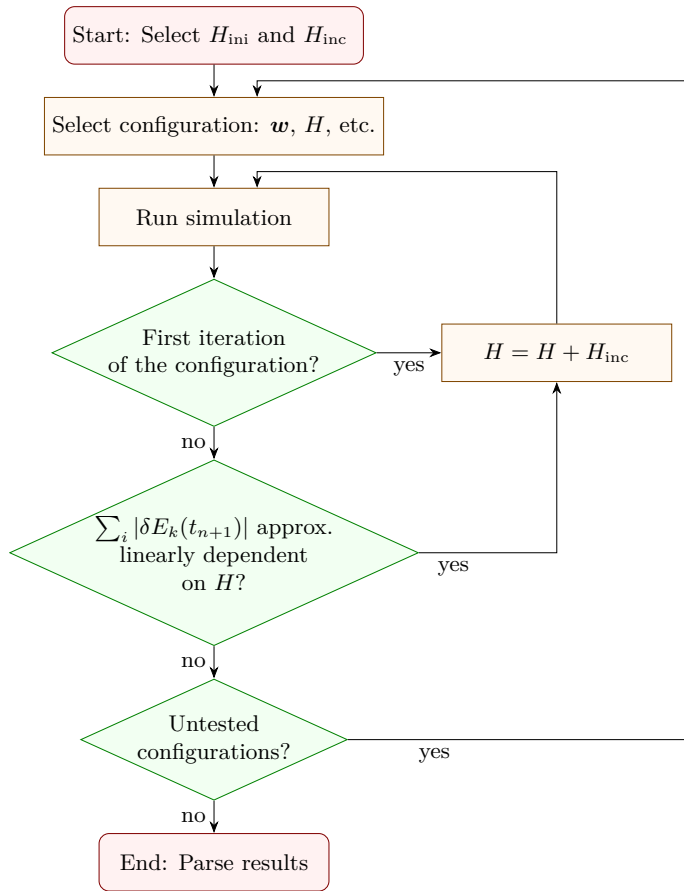 Start: Select H_ini and H_inc
Select configuration: w, H, etc.
Run simulation
First iteration
of the configuration?
yes
H = H + H_inc
no
∑_i |δE_k(t_{n+1})| approx.
linearly dependent
on H?
yes
no
Untested
configurations?
yes
no
End: Parse results